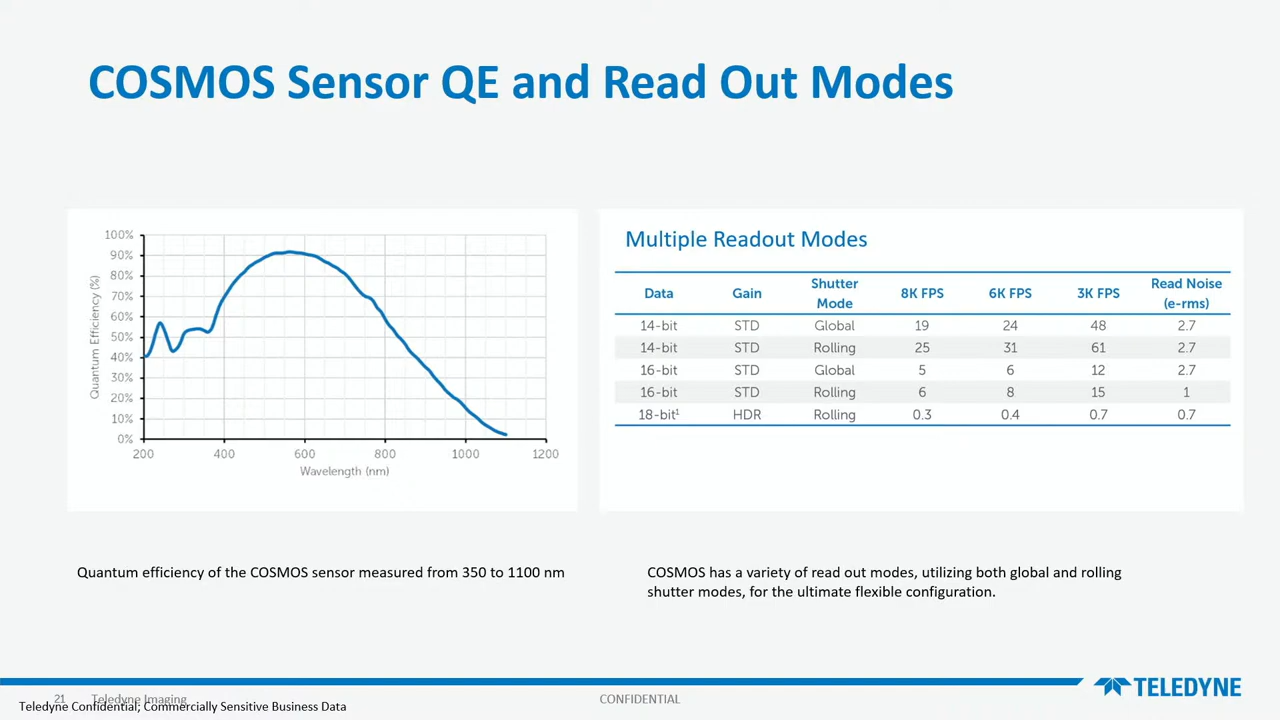 COSMOS Sensor QE and Read Out Modes
100%
90%
80%
70%
60%
50%
40%
30%
20%
10%
0%
Quantum Efficiency (%)
200 400 600 800 1000 1200
Wavelength (nm)
Multiple Readout Modes
Data Gain Shutter Mode 8K FPS 6K FPS 3K FPS Read Noise (e-rms)
14-bit STD Global 19 24 48 2.7
14-bit STD Rolling 25 31 61 2.7
16-bit STD Global 5 6 12 2.7
16-bit STD Rolling 6 8 15 1
18-bit¹ HDR Rolling 0.3 0.4 0.7 0.7
Quantum efficiency of the COSMOS sensor measured from 350 to 1100 nm
COSMOS has a variety of read out modes, utilizing both global and rolling
shutter modes, for the ultimate flexible configuration.
21 Teledyne Imaging
CONFIDENTIAL
TELEDYNE
Teledyne Confidential; Commercially Sensitive Business Data